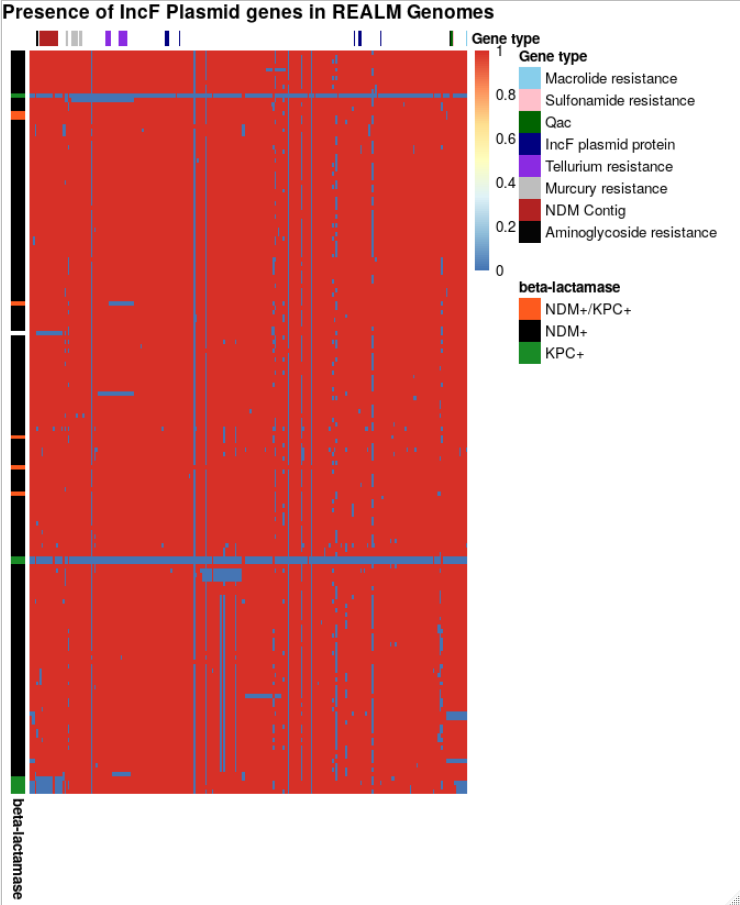 Presence of IncF Plasmid genes in REALM Genomes
Gene type
1
0.8
0.6
0.4
0.2
0
Gene type
Macrolide resistance
Sulfonamide resistance
Qac
IncF plasmid protein
Tellurium resistance
Murcury resistance
NDM Contig
Aminoglycoside resistance
beta-lactamase
NDM+/KPC+
NDM+
KPC+
beta-lactamase